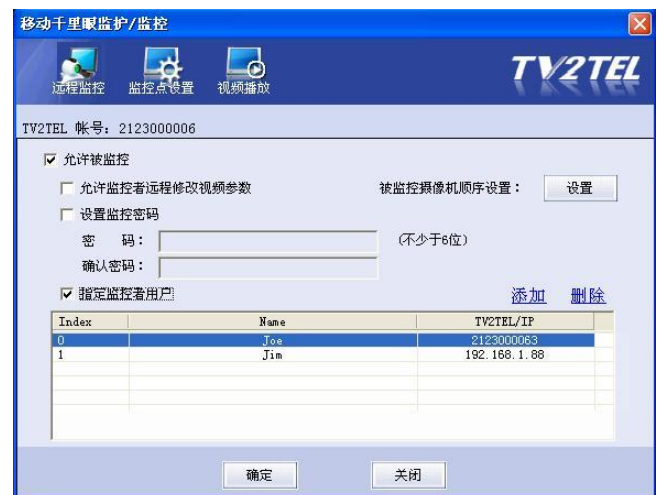 移动千里眼监护/监控
TV2TEL
远程监控 监控点设置 视频播放
TV2TEL 帐号: 2123000006
允许被监控
允许监控者远程修改视频参数 被监控摄像机顺序设置: 设置
设置监控密码
密 码: (不少于6位)
确认密码:
指定监控者用户 添加 删除
Index Name TV2TEL/IP
0 Joe 2123000063
1 Jim 192.168.1.88
确定 关闭